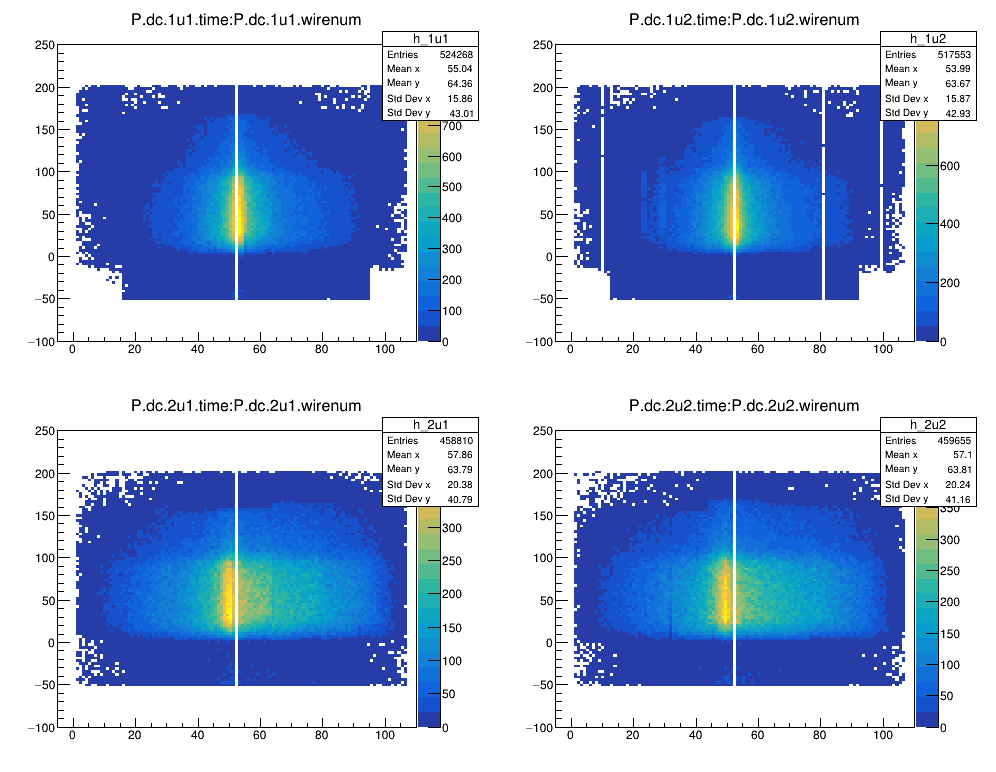 P.dc.1u1.time:P.dc.1u1.wirenum
h_1u1
Entries 524268
Mean x 55.04
Mean y 64.36
Std Dev x 15.86
Std Dev y 43.01
250
200
150
100
50
0
−50
−100
0 20 40 60 80 100
700
600
500
400
300
200
100
0
P.dc.1u2.time:P.dc.1u2.wirenum
h_1u2
Entries 517553
Mean x 53.99
Mean y 63.67
Std Dev x 15.87
Std Dev y 42.93
250
200
150
100
50
0
−50
−100
0 20 40 60 80 100
600
400
200
0
P.dc.2u1.time:P.dc.2u1.wirenum
h_2u1
Entries 458810
Mean x 57.86
Mean y 63.79
Std Dev x 20.38
Std Dev y 40.79
250
200
150
100
50
0
−50
−100
0 20 40 60 80 100
300
250
200
150
100
50
0
P.dc.2u2.time:P.dc.2u2.wirenum
h_2u2
Entries 459655
Mean x 57.1
Mean y 63.81
Std Dev x 20.24
Std Dev y 41.16
250
200
150
100
50
0
−50
−100
0 20 40 60 80 100
350
300
250
200
150
100
50
0